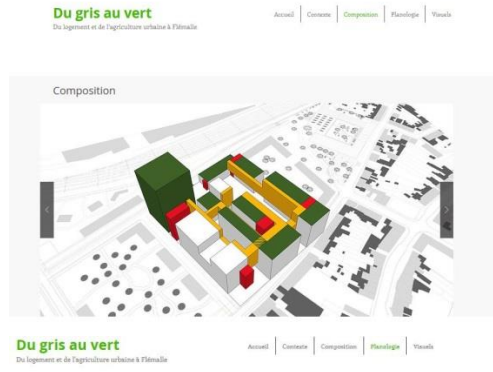 Du gris au vert
Du logement et de l'agriculture urbaine à Flémalle
Accueil Contexte Composition Planologie Visuels
Composition
Du gris au vert
Du logement et de l'agriculture urbaine à Flémalle
Accueil Contexte Composition Planologie Visuels